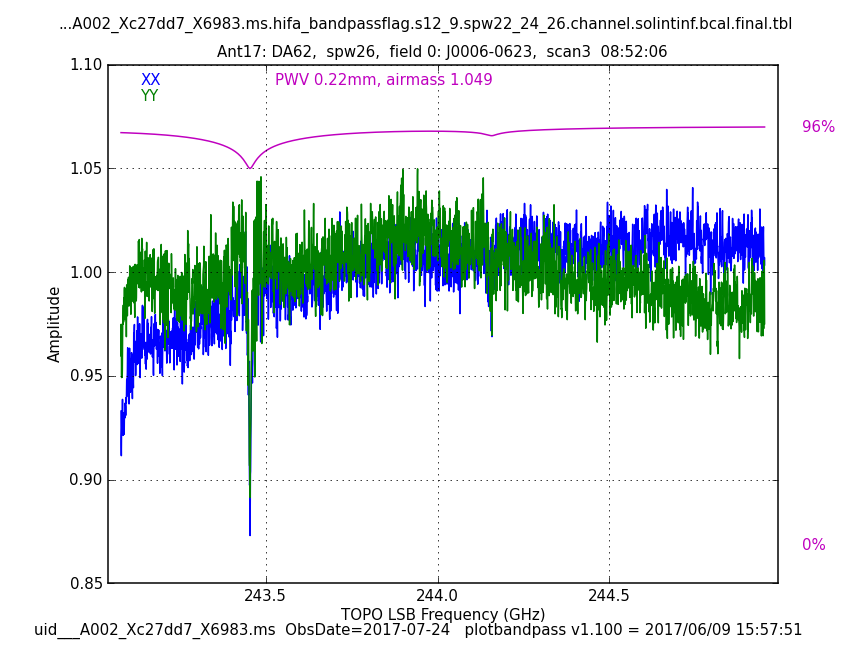 ...A002_Xc27dd7_X6983.ms.hifa_bandpassflag.s12_9.spw22_24_26.channel.solintinf.bcal.final.tbl
Ant17: DA62, spw26, field 0: J0006-0623, scan3 08:52:06
XX
YY
PWV 0.22mm, airmass 1.049
96%
0%
1.10
1.05
1.00
0.95
0.90
0.85
Amplitude
243.5 244.0 244.5
TOPO LSB Frequency (GHz)
uid___A002_Xc27dd7_X6983.ms ObsDate=2017-07-24 plotbandpass v1.100 = 2017/06/09 15:57:51